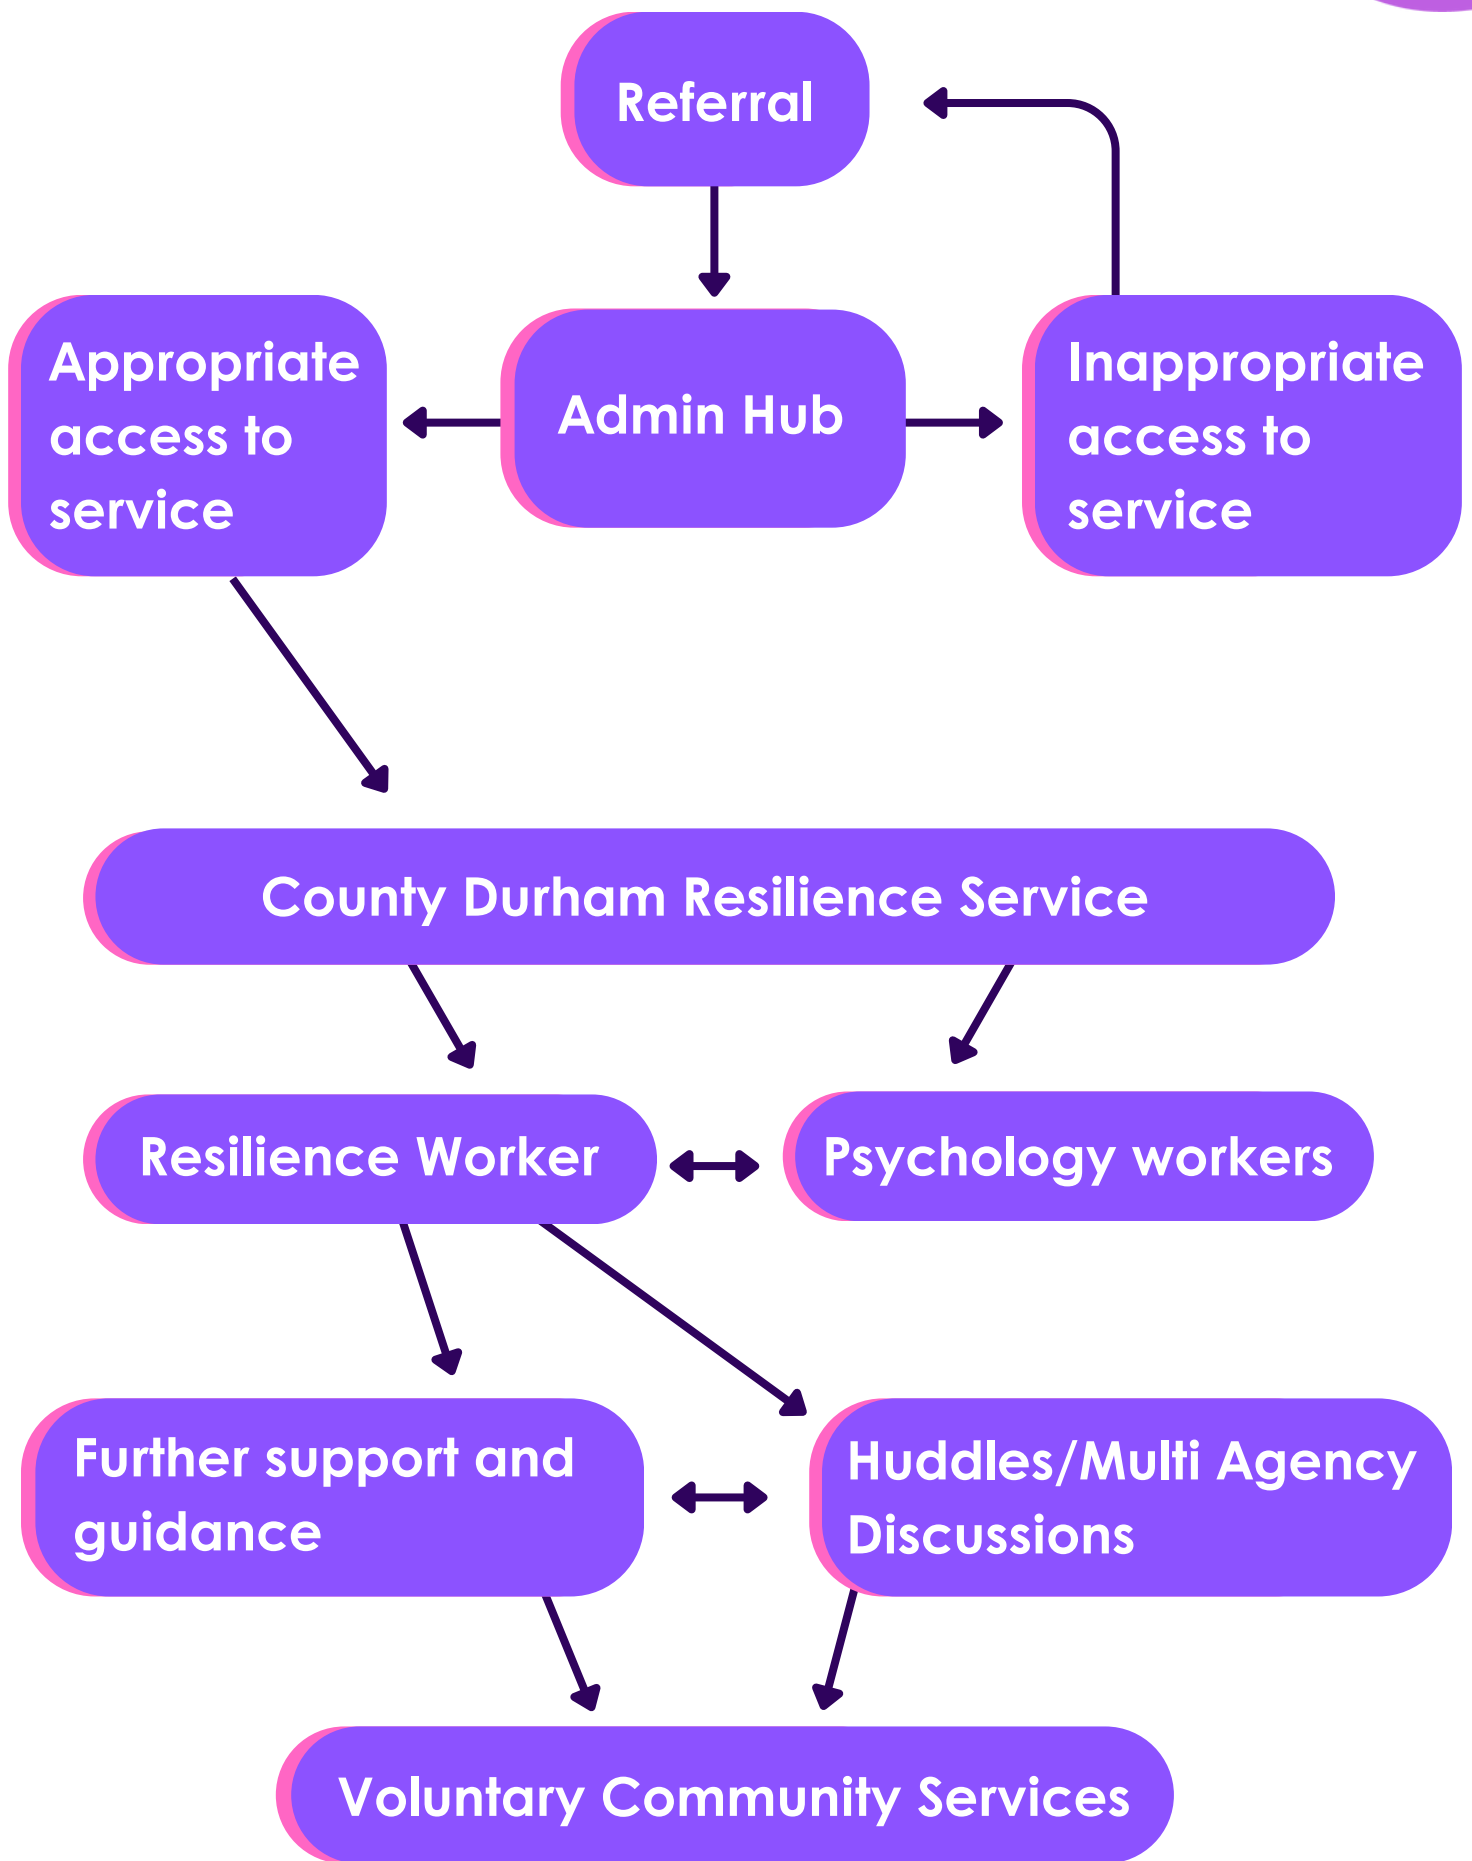 Referral
Appropriate
access to
service
Admin Hub
Inappropriate
access to
service
County Durham Resilience Service
Resilience Worker
Psychology workers
Further support and
guidance
Huddles/Multi Agency
Discussions
Voluntary Community Services